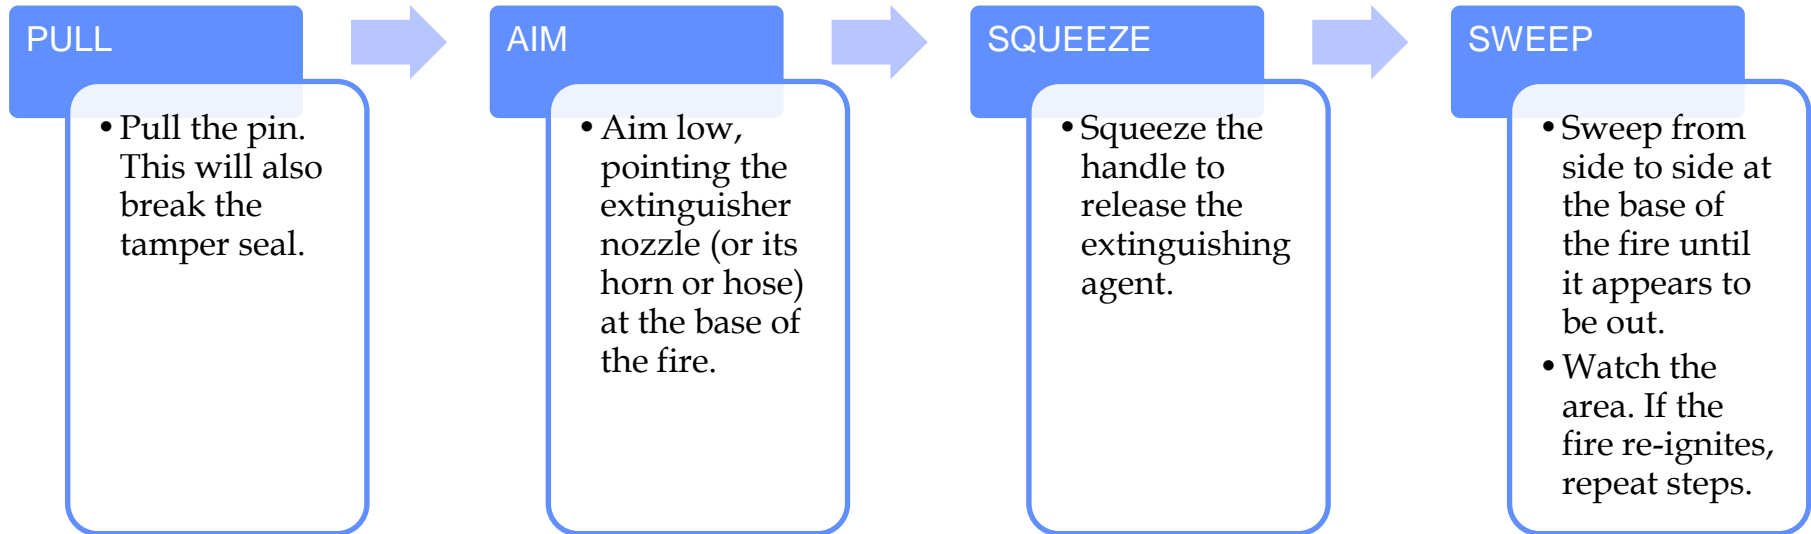 PULL
• Pull the pin.
This will also
break the
tamper seal.
AIM
• Aim low,
pointing the
extinguisher
nozzle (or its
horn or hose)
at the base of
the fire.
SQUEEZE
• Squeeze the
handle to
release the
extinguishing
agent.
SWEEP
• Sweep from
side to side at
the base of
the fire until
it appears to
be out.
• Watch the
area. If the
fire re-ignites,
repeat steps.